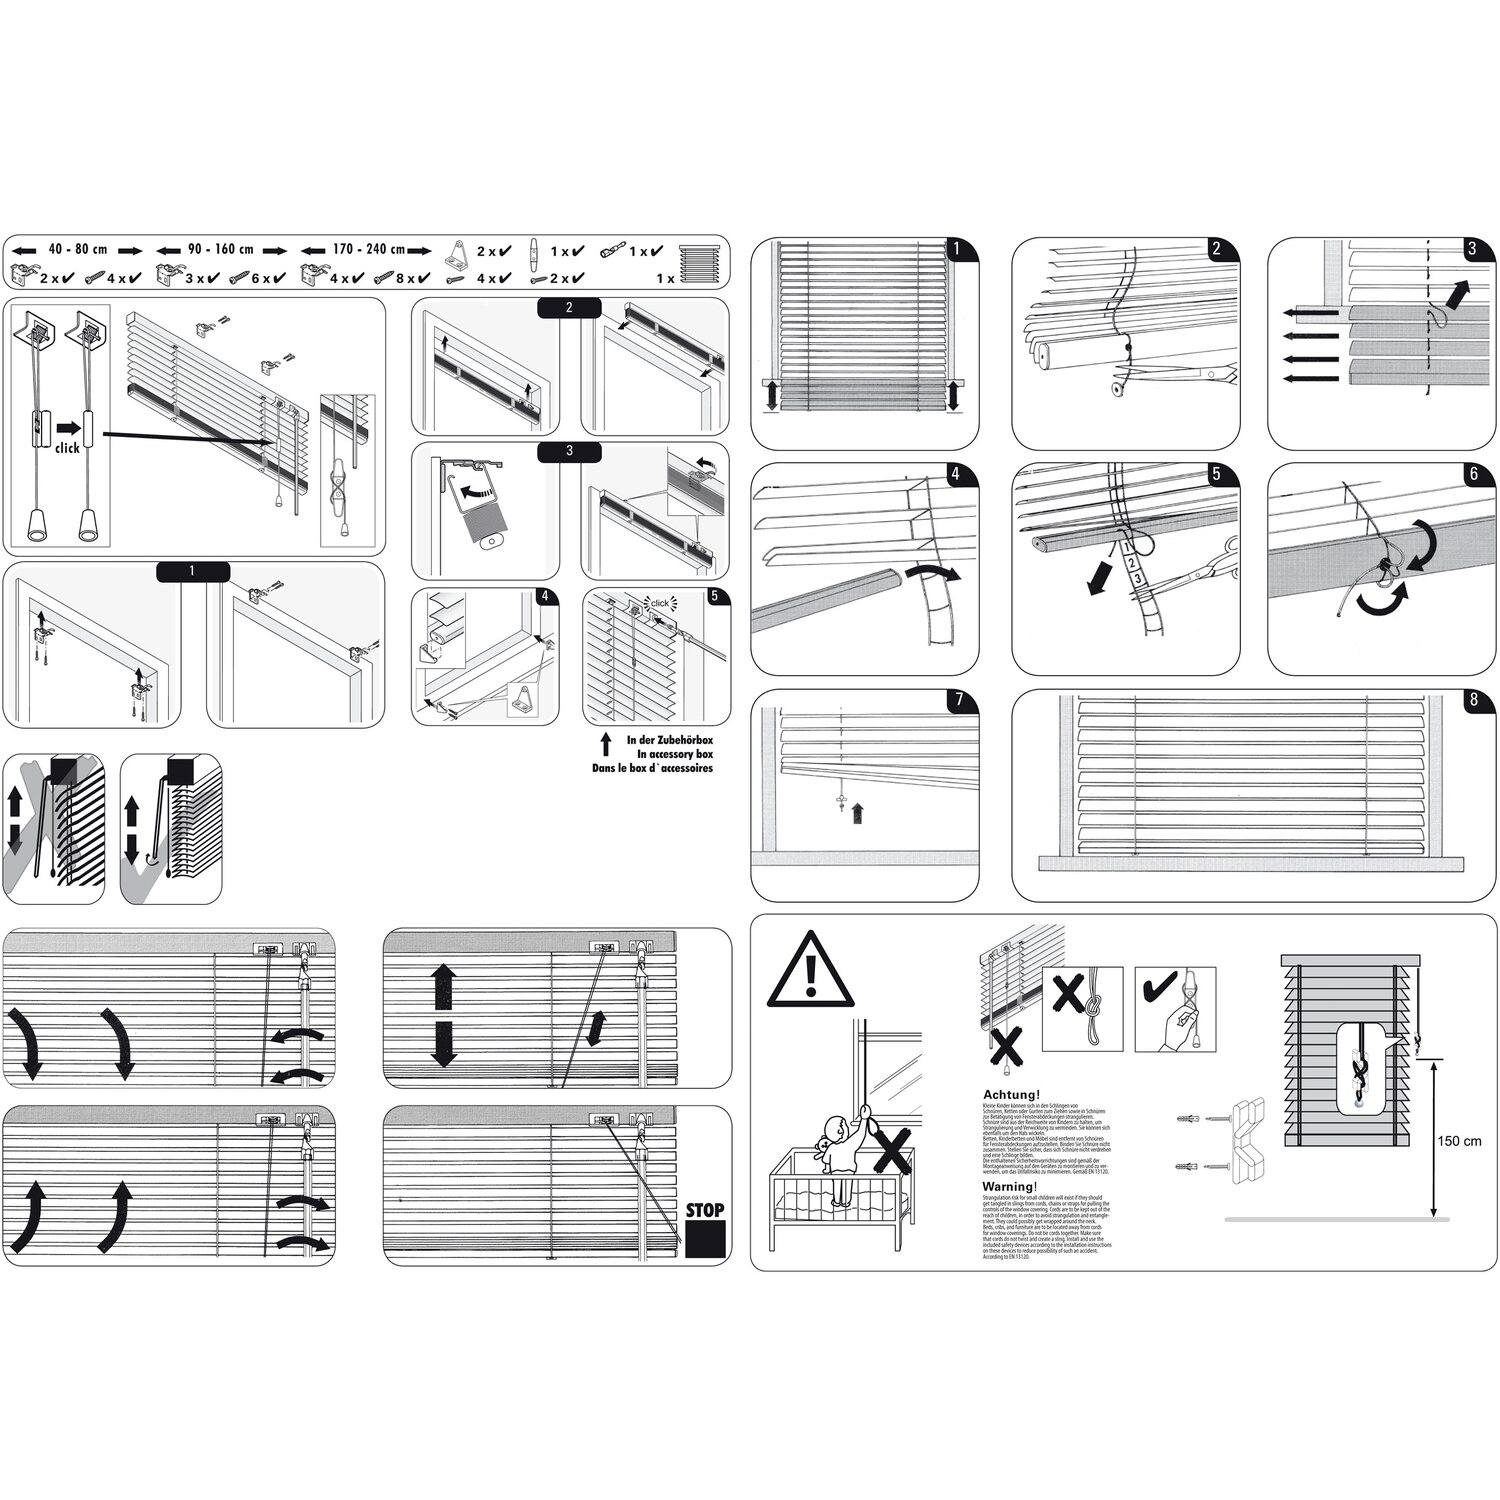 40 - 80 cm
90 - 160 cm
170 - 240 cm
2 x 4 x
3 x 6 x
4 x 8 x
2 x 1 x 1 x
4 x 2 x 1 x
click
2
3
1
4
5
click
In der Zubehörbox
In accessory box
Dans le box d`accessoires
STOP
1
2
3
4
5
1
2
3
6
7
8
Achtung!
Kleine Kinder können sich in den Schlingen von
Schnüren, Ketten oder Gurten zum Ziehen sowie in Schnüren
zur Betätigung von Fensterabdeckungen strangulieren.
Schnüre sind aus der Reichweite von Kindern zu halten, um
Strangulierung und Verwicklung zu vermeiden. Sie können sich
ebenfalls um den Hals wickeln.
Betten, Kinderbetten und Möbel sind entfernt von Schnüren
für Fensterabdeckungen aufzustellen. Binden Sie Schnüre nicht
zusammen. Stellen Sie sicher, dass sich Schnüre nicht verdrehen
und eine Schlinge bilden.
Die enthaltenen Sicherheitsvorrichtungen sind gemäß der
Montageanweisung auf den Geräten zu montieren und zu ver-
wenden, um das Unfallrisiko zu minimieren. Gemäß EN 13120.
Warning!
Strangulation risk for small children will exist if they should
get tangled in slings from cords, chains or straps for pulling the
controls of the window covering. Cords are to be kept out of the
reach of children, in order to avoid strangulation and entangle-
ment. They could possibly get wrapped around the neck.
Beds, cribs, and furniture are to be located away from cords
for window coverings. Do not tie cords together. Make sure
that cords do not twist and create a sling. Install and use the
included safety devices according to the installation instructions
on these devices to reduce possibility of such an accident.
According to EN 13120.
150 cm